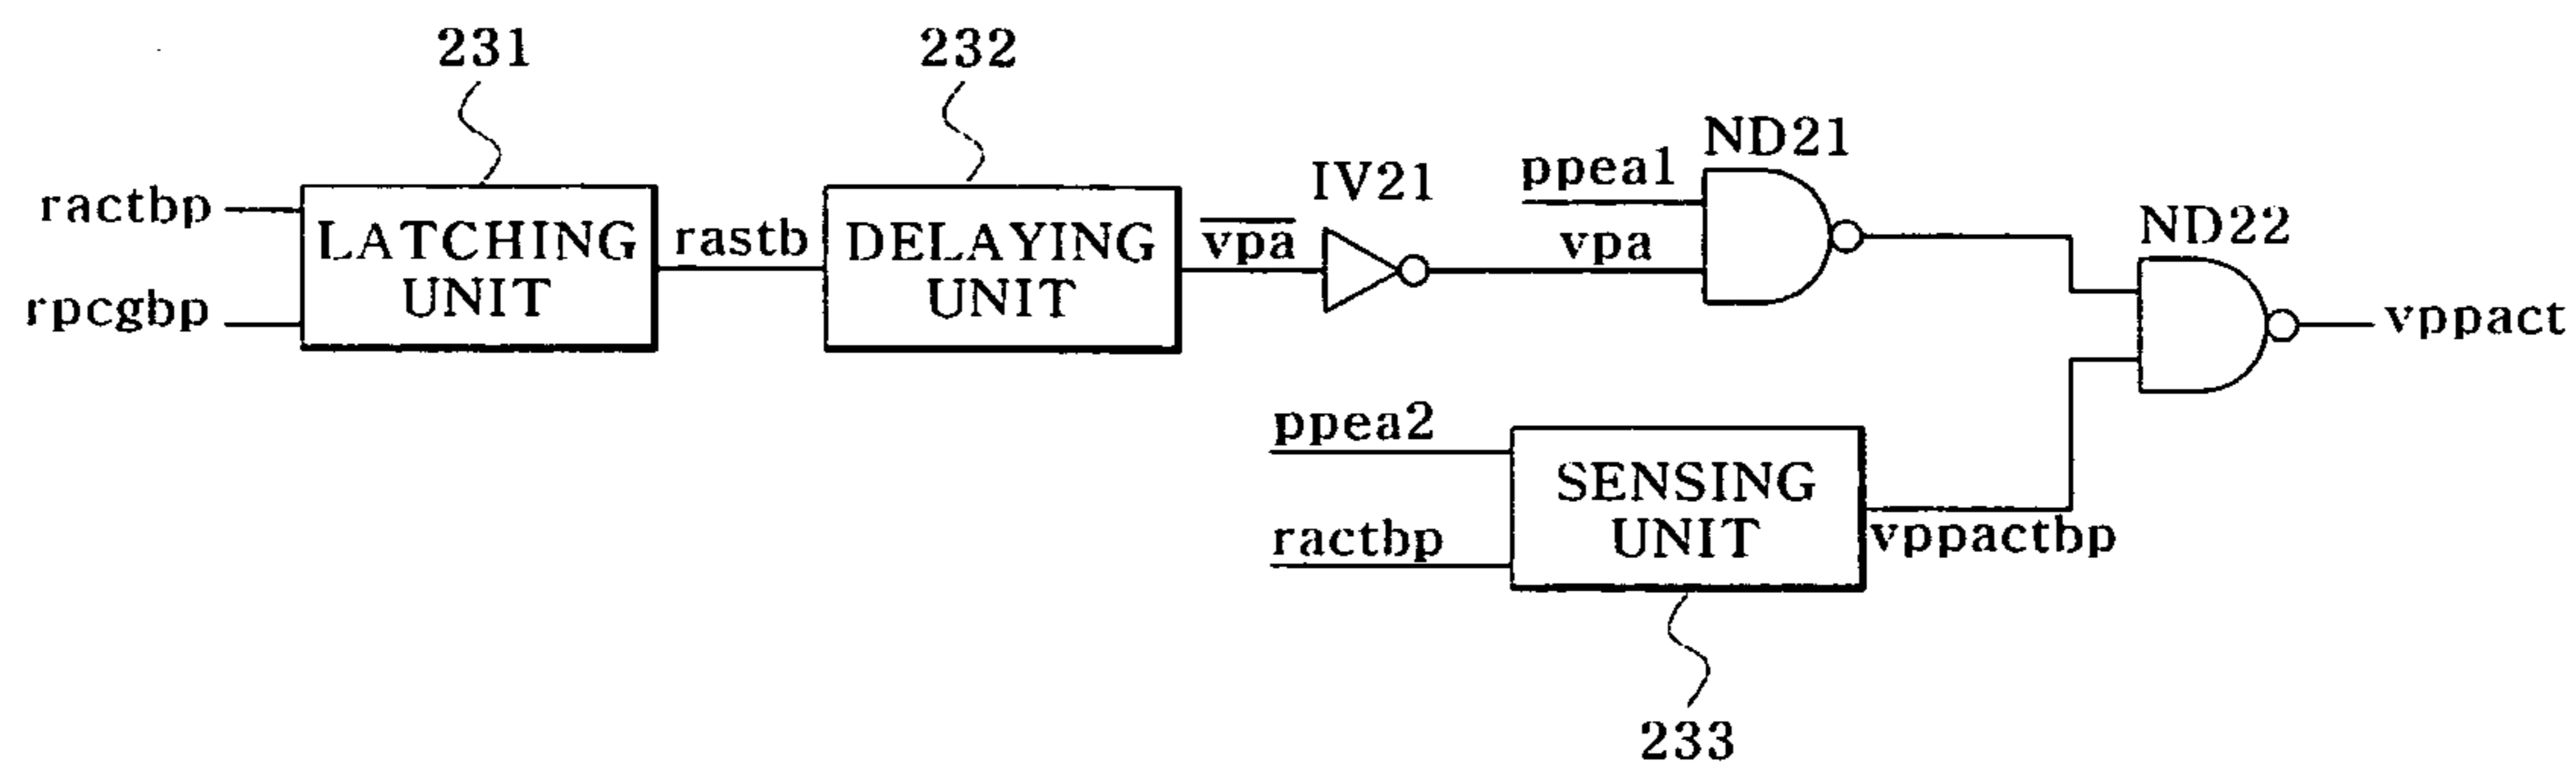 231
232
ractbp
rpcgbp
LATCHING
UNIT
rastb
DELAYING
UNIT
vpa
IV21
ppea1
vpa
ND21
ND22
vppact
ppea2
ractbp
SENSING
UNIT
vppactbp
233